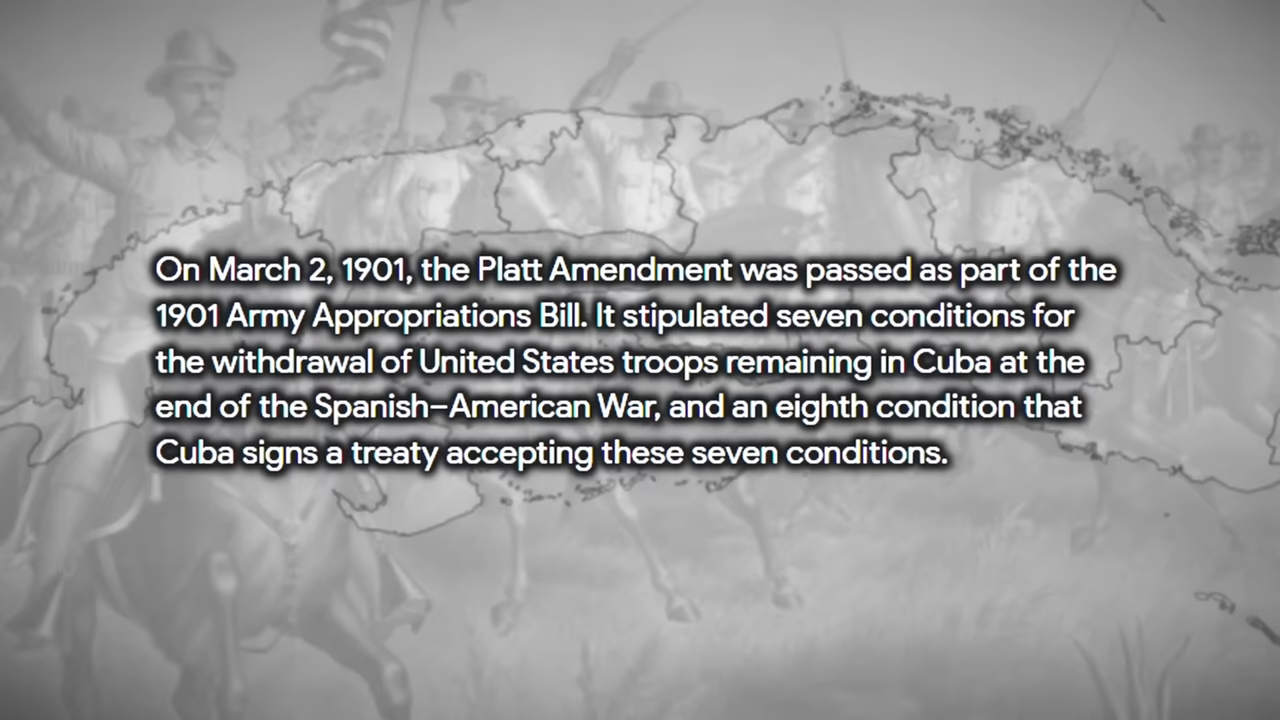 On March 2, 1901, the Platt Amendment was passed as part of the
1901 Army Appropriations Bill. It stipulated seven conditions for
the withdrawal of United States troops remaining in Cuba at the
end of the Spanish–American War, and an eighth condition that
Cuba signs a treaty accepting these seven conditions.